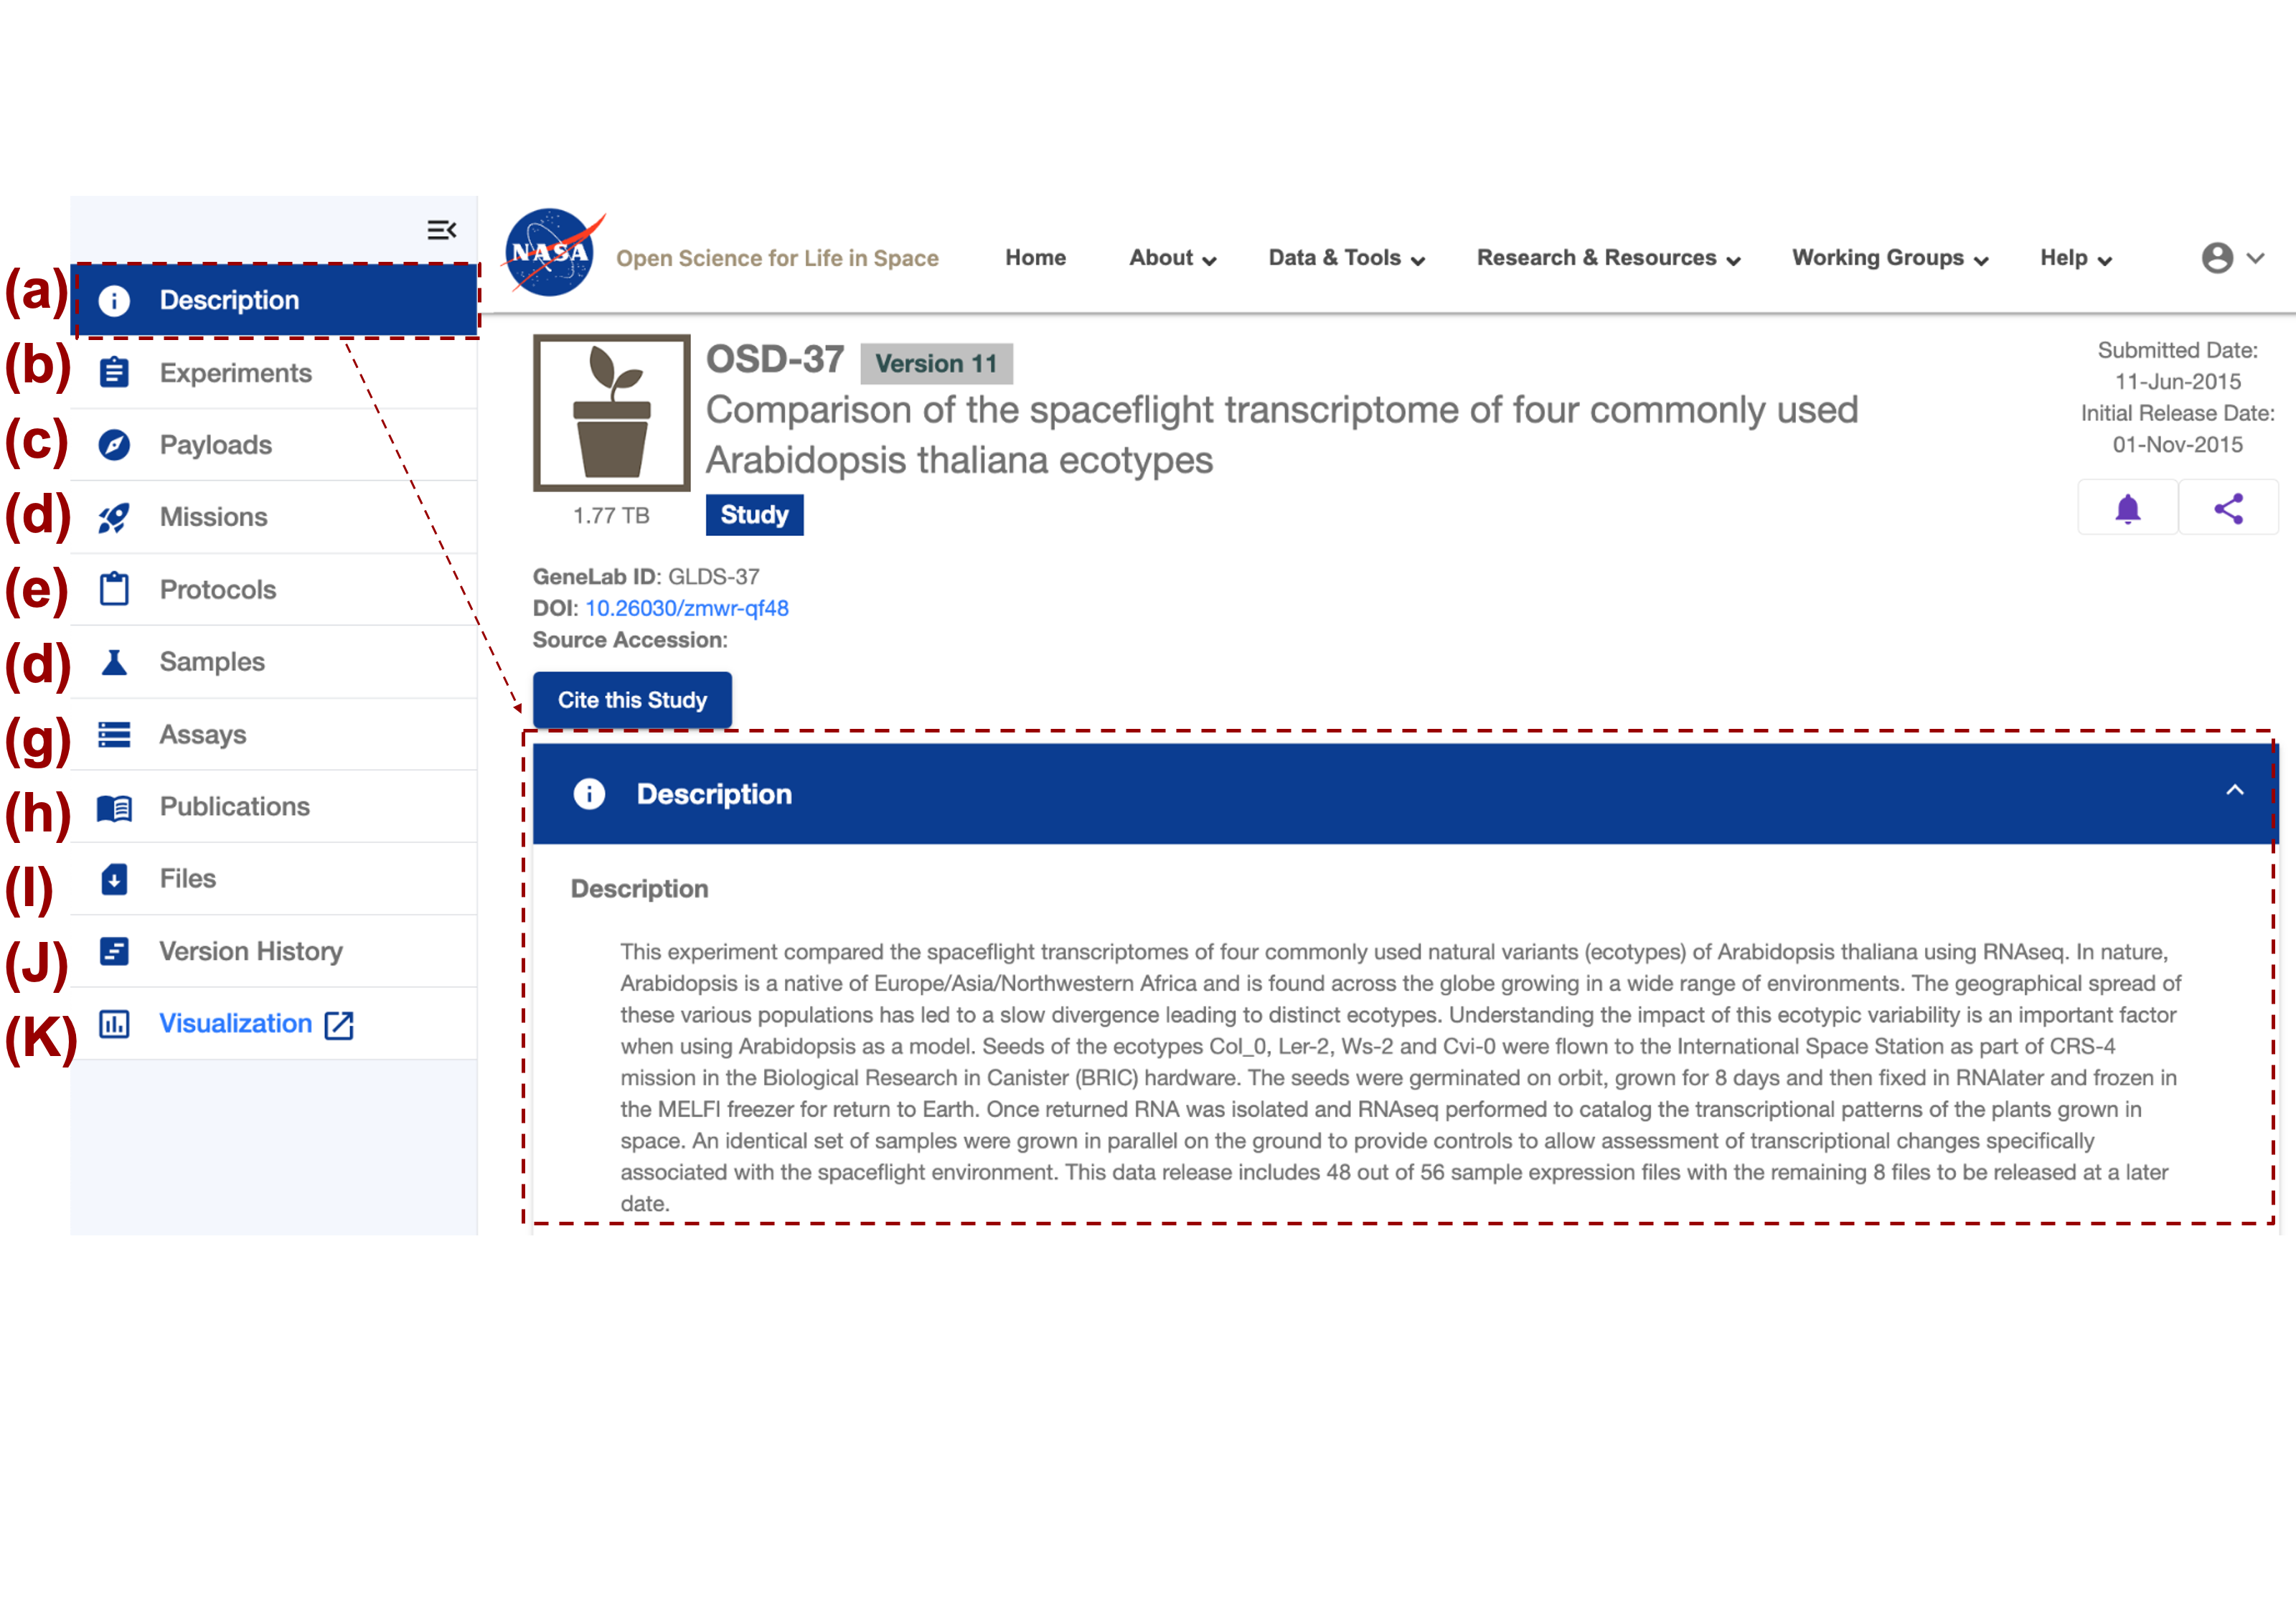 (a) Description
(b) Experiments
(c) Payloads
(d) Missions
(e) Protocols
(d) Samples
(g) Assays
(h) Publications
(I) Files
(J) Version History
(K) Visualization
NASA Open Science for Life in Space Home About Data & Tools Research & Resources Working Groups Help
OSD-37 Version 11
Comparison of the spaceflight transcriptome of four commonly used
Arabidopsis thaliana ecotypes
1.77 TB Study
Submitted Date:
11-Jun-2015
Initial Release Date:
01-Nov-2015
GeneLab ID: GLDS-37
DOI: 10.26030/zmwr-qf48
Source Accession:
Cite this Study
Description
Description
This experiment compared the spaceflight transcriptomes of four commonly used natural variants (ecotypes) of Arabidopsis thaliana using RNAseq. In nature,
Arabidopsis is a native of Europe/Asia/Northwestern Africa and is found across the globe growing in a wide range of environments. The geographical spread of
these various populations has led to a slow divergence leading to distinct ecotypes. Understanding the impact of this ecotypic variability is an important factor
when using Arabidopsis as a model. Seeds of the ecotypes Col_0, Ler-2, Ws-2 and Cvi-0 were flown to the International Space Station as part of CRS-4
mission in the Biological Research in Canister (BRIC) hardware. The seeds were germinated on orbit, grown for 8 days and then fixed in RNAlater and frozen in
the MELFI freezer for return to Earth. Once returned RNA was isolated and RNAseq performed to catalog the transcriptional patterns of the plants grown in
space. An identical set of samples were grown in parallel on the ground to provide controls to allow assessment of transcriptional changes specifically
associated with the spaceflight environment. This data release includes 48 out of 56 sample expression files with the remaining 8 files to be released at a later
date.